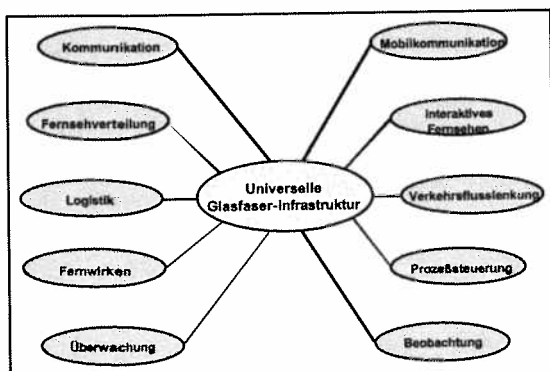 Kommunikation
Mobilkommunikation
Fernsehverteilung
Interaktives
Fernsehen
Logistik
Universelle
Glasfaser-Infrastruktur
Verkehrsflusslenkung
Fernwirken
Prozeßsteuerung
Überwachung
Beobachtung